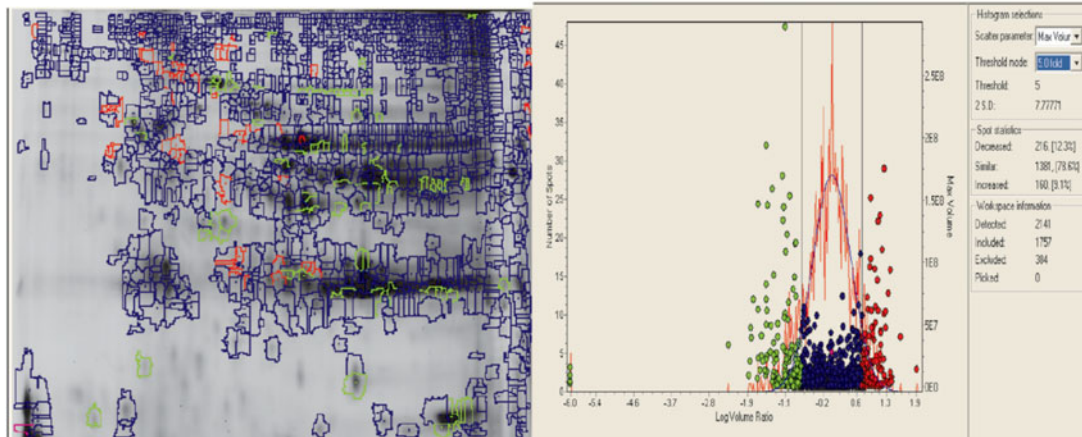 Histogram selections
Scatter parameter: Max Volur
Threshold mode: 5.0 fold
Threshold: 5
2 S.D: 7.77771
Spot statistics
Decreased: 216, [12.3%]
Similar: 1381, [78.6%]
Increased: 160, [9.1%]
Workspace information
Detected: 2141
Included: 1757
Excluded: 384
Picked: 0
Number of Spots
45
40
35
30
25
20
15
10
5
0
Max Volume
2.5E8
2E8
1.5E8
1E8
5E7
0E0
-6.0 -5.4 -4.6 -3.7 -2.8 -1.9 -1.1 -0.2 0.6 1.3 1.9
Log Volume Ratio